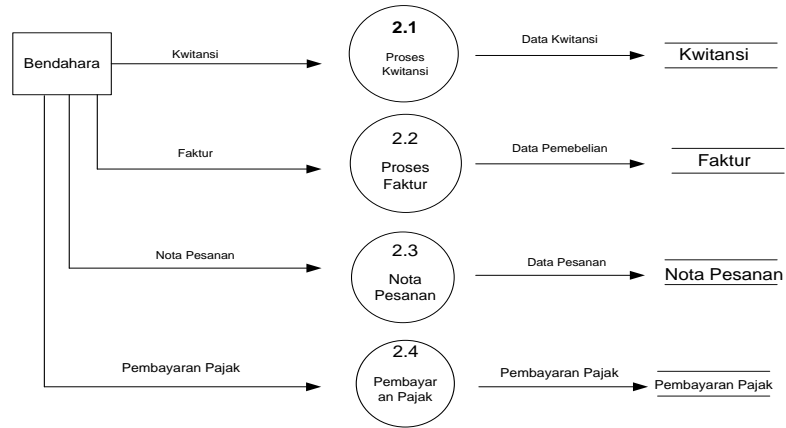 Bendahara
Kwitansi
2.1
Proses
Kwitansi
Data Kwitansi
Kwitansi
Faktur
2.2
Proses
Faktur
Data Pemebelian
Faktur
Nota Pesanan
2.3
Nota
Pesanan
Data Pesanan
Nota Pesanan
Pembayaran Pajak
2.4
Pembayar
an Pajak
Pembayaran Pajak
Pembayaran Pajak